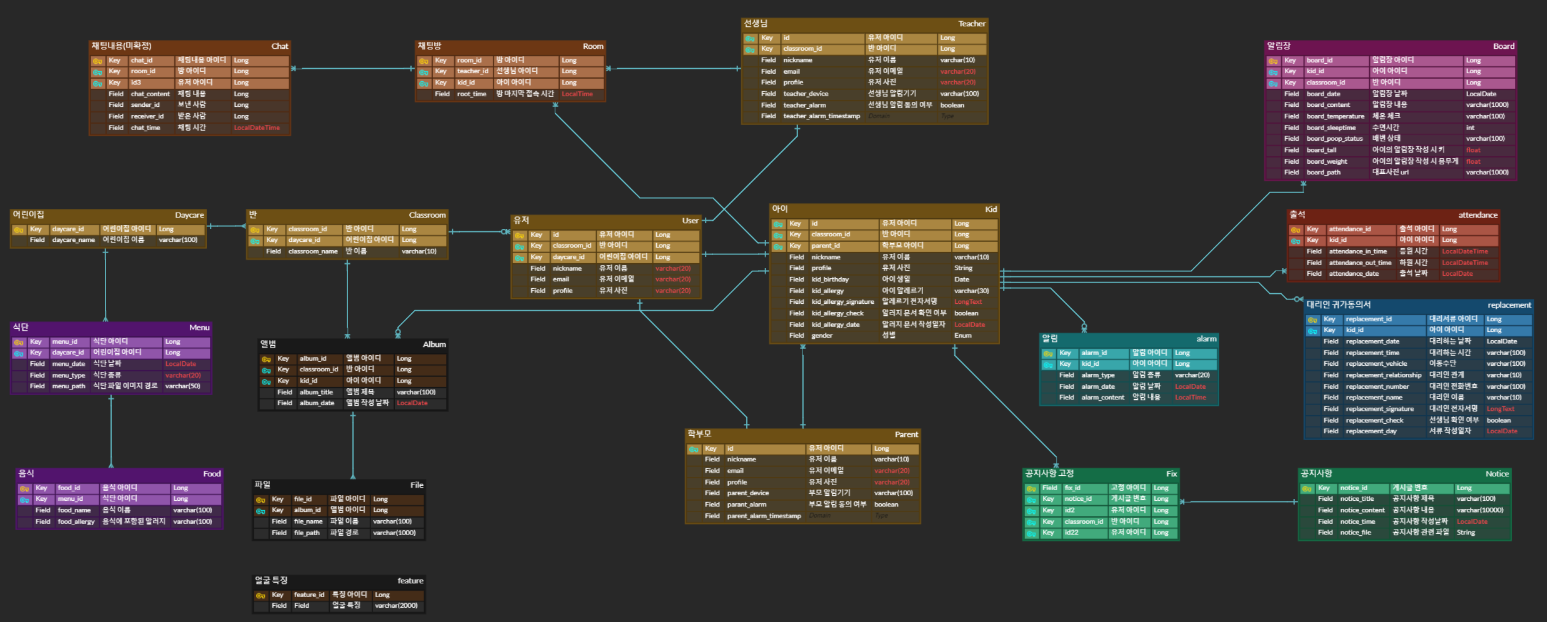 채팅내용(미확정) Chat
Key chat_id 채팅내용 아이디 Long
Key room_id 방 아이디 Long
Key id3 유저 아이디 Long
Field chat_content 채팅 내용 Long
Field sender_id 보낸 사람 Long
Field receiver_id 받은 사람 Long
Field chat_time 채팅 시간 LocalDateTime
채팅방 Room
Key room_id 방 아이디 Long
Key teacher_id 선생님 아이디 Long
Key kid_id 아이 아이디 Long
Field root_time 방 마지막 접속 시간 LocalTime
선생님 Teacher
Key id 유저 아이디 Long
Key classroom_id 반 아이디 Long
Field nickname 유저 이름 varchar(10)
Field email 유저 이메일 varchar(20)
Field profile 유저 사진 varchar(20)
Field teacher_device 선생님 알림기기 varchar(100)
Field teacher_alarm 선생님 알림 동의 여부 boolean
Field teacher_alarm_timestamp Domain Type
알림장 Board
Key board_id 알림장 아이디 Long
Key kid_id 아이 아이디 Long
Key classroom_id 반 아이디 Long
Field board_date 알림장 날짜 LocalDate
Field board_content 알림장 내용 varchar(1000)
Field board_temperature 체온 체크 varchar(100)
Field board_sleeptime 수면시간 int
Field board_poop_status 배변 상태 varchar(100)
Field board_tall 아이의 알림장 작성 시 키 float
Field board_weight 아이의 알림장 작성 시 몸무게 float
Field board_path 대표사진 url varchar(1000)
어린이집 Daycare
Key daycare_id 어린이집 아이디 Long
Field daycare_name 어린이집 이름 varchar(100)
반 Classroom
Key classroom_id 반 아이디 Long
Key daycare_id 어린이집 아이디 Long
Field classroom_name 반 이름 varchar(10)
유저 User
Key id 유저 아이디 Long
Key classroom_id 반 아이디 Long
Key daycare_id 어린이집 아이디 Long
Field nickname 유저 이름 varchar(20)
Field email 유저 이메일 varchar(20)
Field profile 유저 사진 varchar(20)
아이 Kid
Key id 유저 아이디 Long
Key classroom_id 반 아이디 Long
Key parent_id 학부모 아이디 Long
Field nickname 유저 이름 varchar(10)
Field profile 유저 사진 String
Field kid_birthday 아이 생일 Date
Field kid_allergy 아이 알레르기 varchar(30)
Field kid_allergy_signature 알레르기 전자서명 LongText
Field kid_allergy_check 알러지 문서 확인 여부 boolean
Field kid_allergy_date 알러지 문서 작성일자 LocalDate
Field gender 성별 Enum
출석 attendance
Key attendance_id 출석 아이디 Long
Key kid_id 아이 아이디 Long
Field attendance_in_time 등원 시간 LocalDateTime
Field attendance_out_time 하원 시간 LocalDateTime
Field attendance_date 출석 날짜 LocalDate
대리인 귀가동의서 replacement
Key replacement_id 대리서류 아이디 Long
Key kid_id 아이 아이디 Long
Field replacement_date 대리하는 날짜 LocalDate
Field replacement_time 대리하는 시간 varchar(100)
Field replacement_vehicle 이동수단 varchar(100)
Field replacement_relationship 대리인 관계 varchar(10)
Field replacement_number 대리인 전화번호 varchar(100)
Field replacement_name 대리인 이름 varchar(10)
Field replacement_signature 대리인 전자서명 LongText
Field replacement_check 선생님 확인 여부 boolean
Field replacement_day 서류 작성일자 LocalDate
식단 Menu
Key menu_id 식단 아이디 Long
Key daycare_id 어린이집 아이디 Long
Field menu_date 식단 날짜 LocalDate
Field menu_type 식단 종류 varchar(20)
Field menu_path 식단 파일 이미지 경로 varchar(50)
앨범 Album
Key album_id 앨범 아이디 Long
Key classroom_id 반 아이디 Long
Key kid_id 아이 아이디 Long
Field album_title 앨범 제목 varchar(100)
Field album_date 앨범 작성 날짜 LocalDate
알림 alarm
Key alarm_id 알림 아이디 Long
Key kid_id 아이 아이디 Long
Field alarm_type 알림 종류 varchar(20)
Field alarm_date 알림 날짜 LocalDate
Field alarm_content 알림 내용 LocalTime
학부모 Parent
Key id 유저 아이디 Long
Field nickname 유저 이름 varchar(10)
Field email 유저 이메일 varchar(20)
Field profile 유저 사진 varchar(20)
Field parent_device 부모 알림기기 varchar(100)
Field parant_alarm 부모 알림 동의 여부 boolean
Field parent_alarm_timestamp Domain Type
음식 Food
Key food_id 음식 아이디 Long
Key menu_id 식단 아이디 Long
Field food_name 음식 이름 varchar(100)
Field food_allergy 음식에 포함된 알러지 varchar(100)
파일 File
Key file_id 파일 아이디 Long
Key album_id 앨범 아이디 Long
Field file_name 파일 이름 varchar(100)
Field file_path 파일 경로 varchar(1000)
공지사항 고정 Fix
Field fix_id 고정 아이디 Long
Key notice_id 게시글 번호 Long
Key id2 유저 아이디 Long
Key classroom_id 반 아이디 Long
Key id22 유저 아이디 Long
공지사항 Notice
Key notice_id 게시글 번호 Long
Field notice_title 공지사항 제목 varchar(100)
Field notice_content 공지사항 내용 varchar(10000)
Field notice_time 공지사항 작성날짜 LocalDate
Field notice_file 공지사항 관련 파일 String
얼굴 특징 feature
Key feature_id 특징 아이디 Long
Field Field 얼굴 특징 varchar(2000)